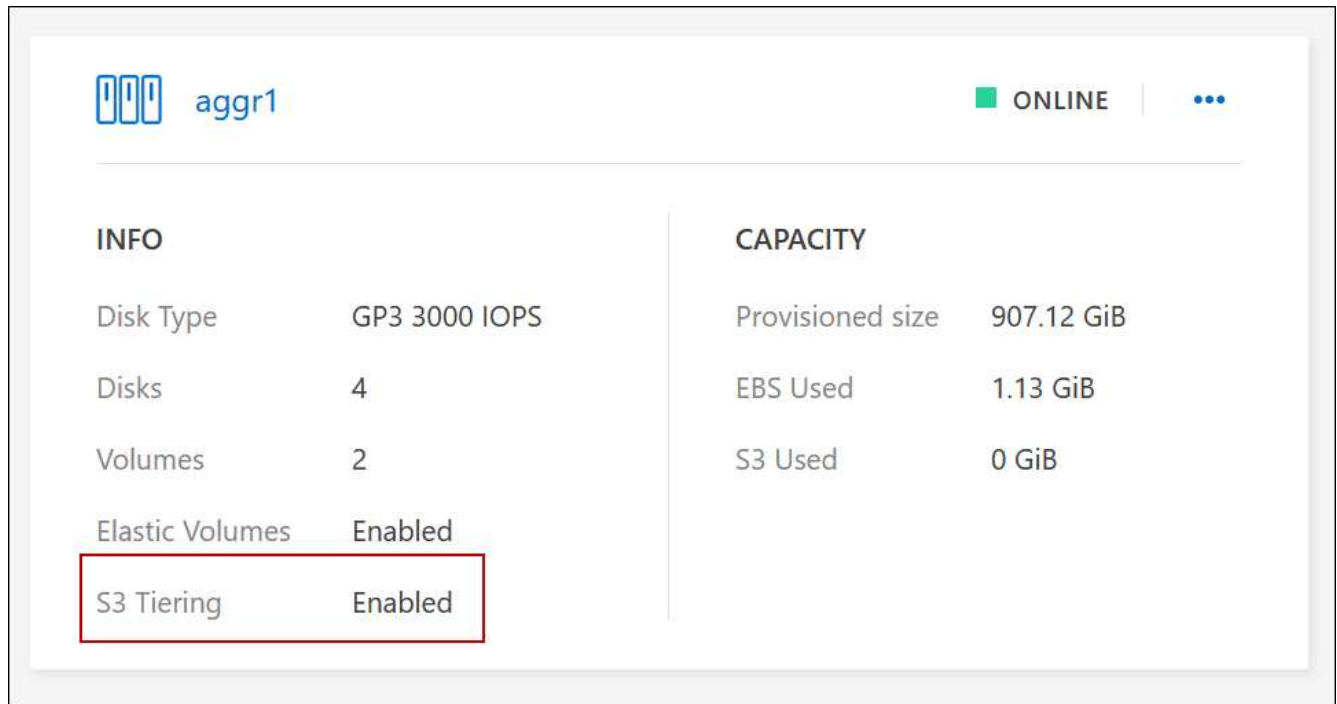 aggr1
ONLINE
INFO
Disk Type GP3 3000 IOPS
Disks 4
Volumes 2
Elastic Volumes Enabled
S3 Tiering Enabled
CAPACITY
Provisioned size 907.12 GiB
EBS Used 1.13 GiB
S3 Used 0 GiB